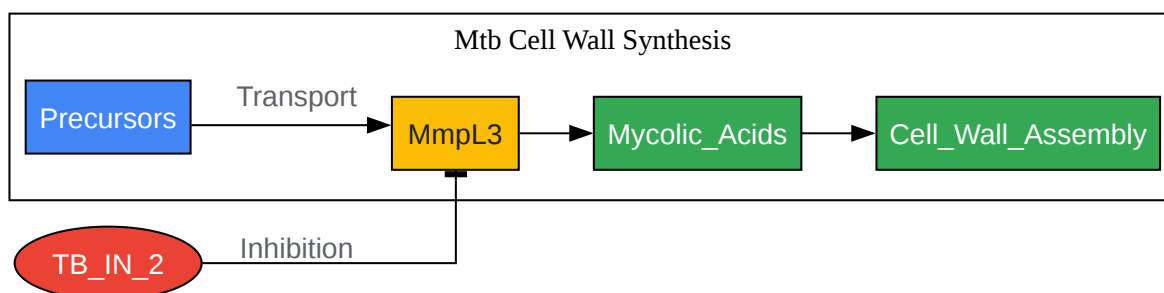 Mtb Cell Wall Synthesis
Precursors
Transport
MmpL3
Mycolic_Acids
Cell_Wall_Assembly
TB_IN_2
Inhibition